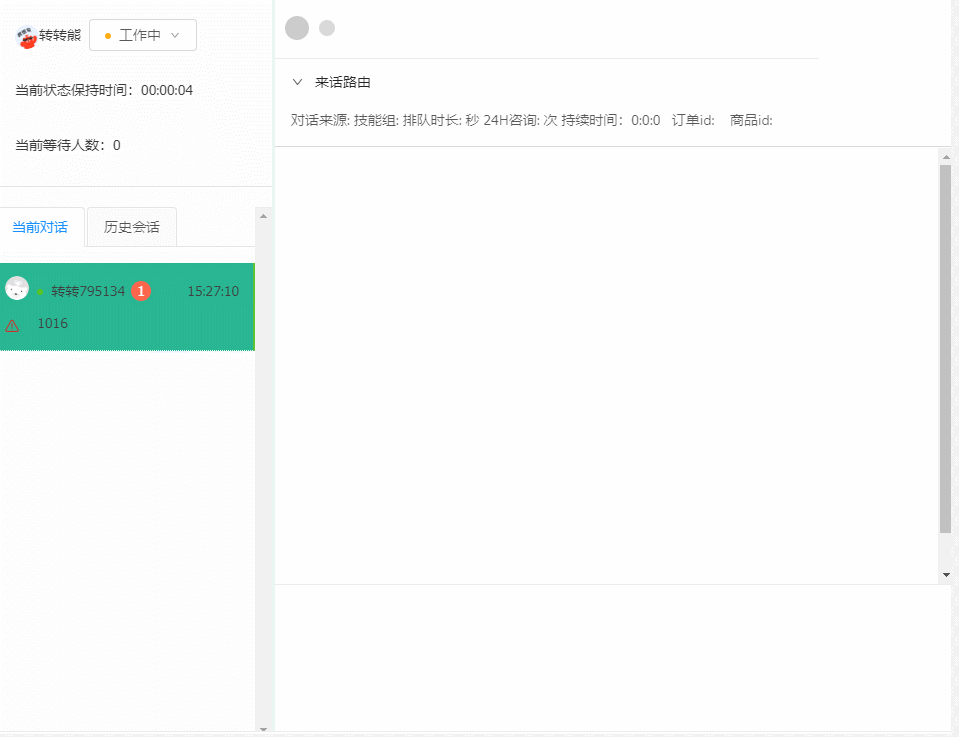 转转熊 工作中
当前状态保持时间：00:00:04
当前等待人数：0
当前对话 历史会话
转转795134 1 15:27:10
1016
来话路由
对话来源: 技能组: 排队时长: 秒 24H咨询: 次 持续时间：0:0:0 订单id: 商品id: